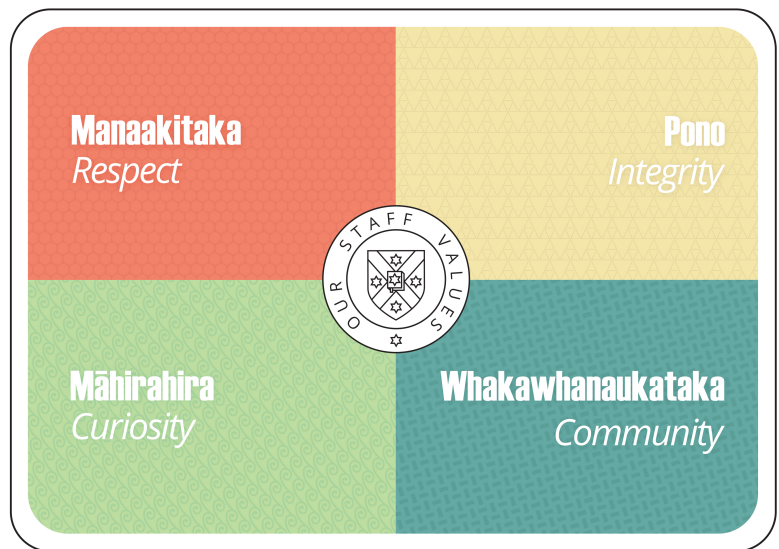 Manaakitaka
Respect
Pono
Integrity
OUR STAFF VALUES
Māhirahira
Curiosity
Whakawhanaukataka
Community